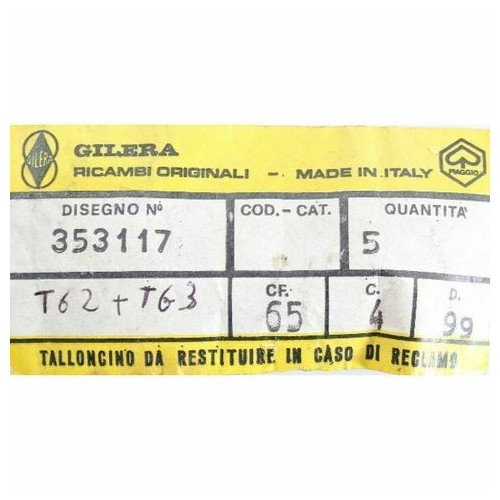 GILERA
GILERA
RICAMBI ORIGINALI - MADE IN ITALY
PIAGGIO
DISEGNO Nº COD.-CAT. QUANTITA'
353117 5
T62 + T63 CF. C. D.
65 4 99
TALLONCINO DA RESTITUIRE IN CASO DI RECLAMO